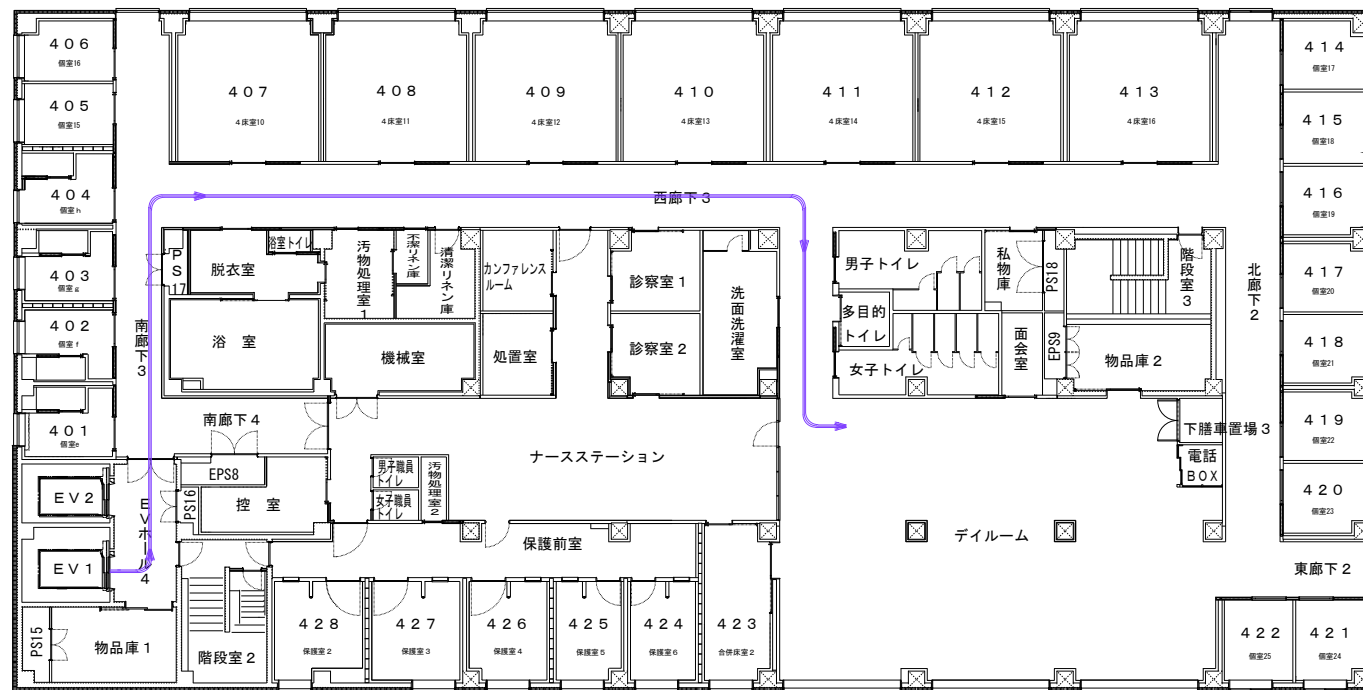 ４０６
個室16
４０５
個室15
４０４
個室h
４０３
個室g
４０２
個室f
４０１
個室e
４０７
４床室10
４０８
４床室11
４０９
４床室12
４１０
４床室13
４１１
４床室14
４１２
４床室15
４１３
４床室16
４１４
個室17
４１５
個室18
４１６
個室19
４１７
個室20
４１８
個室21
４１９
個室22
４２０
個室23
西廊下３
南廊下３
北廊下２
PS17
脱衣室
浴室トイレ
汚物処理室１
不潔リネン庫
清潔リネン庫
カンファレンス
ルーム
診察室１
洗面洗濯室
浴　室
機械室
処置室
診察室２
男子トイレ
多目的
トイレ
女子トイレ
私物庫
PS18
階段室３
面会室
EPS9
物品庫２
南廊下４
ナースステーション
下膳車置場３
電話
ＢＯＸ
EPS8
PS16
控　室
男子職員
トイレ
女子職員
トイレ
汚物処理室２
ＥＶ２
ＥＶホール４
ＥＶ１
保護前室
デイルーム
東廊下２
PS15
物品庫１
階段室２
４２８
保護室２
４２７
保護室３
４２６
保護室４
４２５
保護室５
４２４
保護室６
４２３
合併床室２
４２２
個室25
４２１
個室24